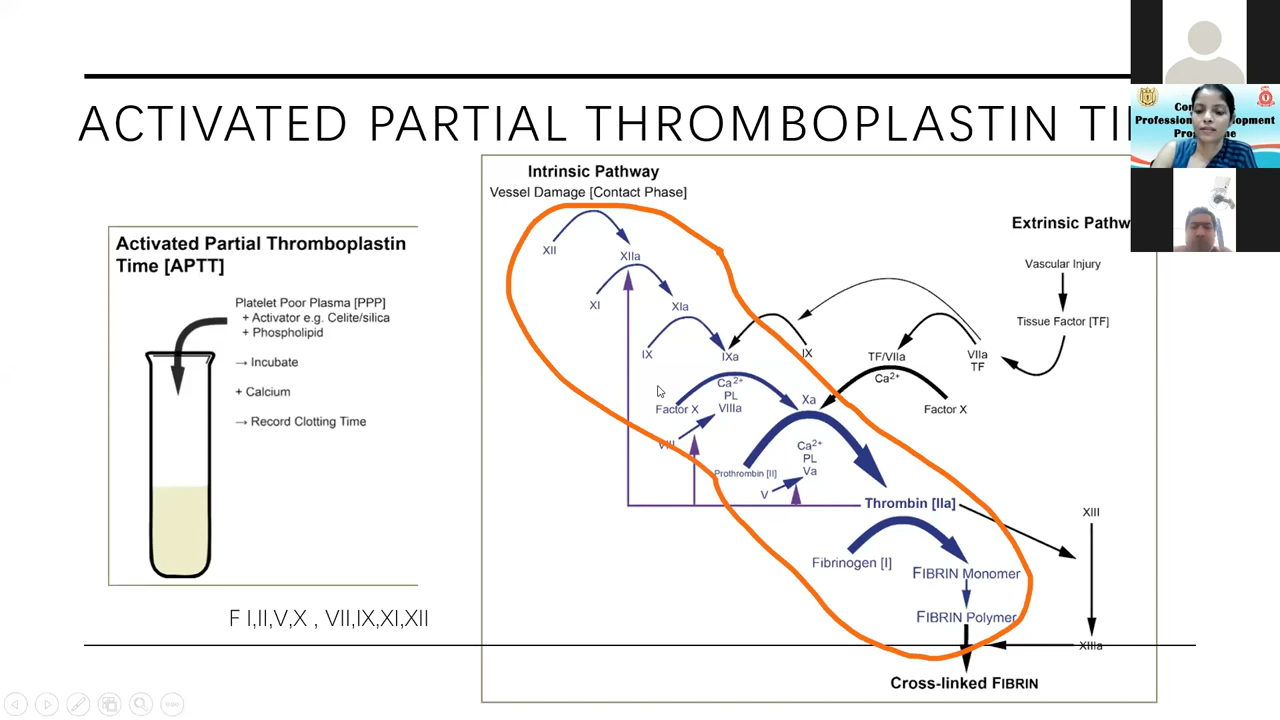 ACTIVATED PARTIAL THROMBOPLASTIN TI
Activated Partial Thromboplastin
Time [APTT]
Platelet Poor Plasma [PPP]
+ Activator e.g. Celite/silica
+ Phospholipid
→ Incubate
+ Calcium
→ Record Clotting Time
F I,II,V,X , VII,IX,XI,XII
Intrinsic Pathway
Vessel Damage [Contact Phase]
XII
XIIa
XI
XIa
IX
IXa
IX
Ca2+
PL
VIIIa
Factor X
VIII
Xa
Ca2+
PL
Va
Prothrombin [II]
V
Thrombin [IIa]
Fibrinogen [I]
FIBRIN Monomer
FIBRIN Polymer
Cross-linked FIBRIN
Extrinsic Pathw
Vascular Injury
Tissue Factor [TF]
VIIa
TF
TF/VIIa
Ca2+
Factor X
XIII
XIIIa